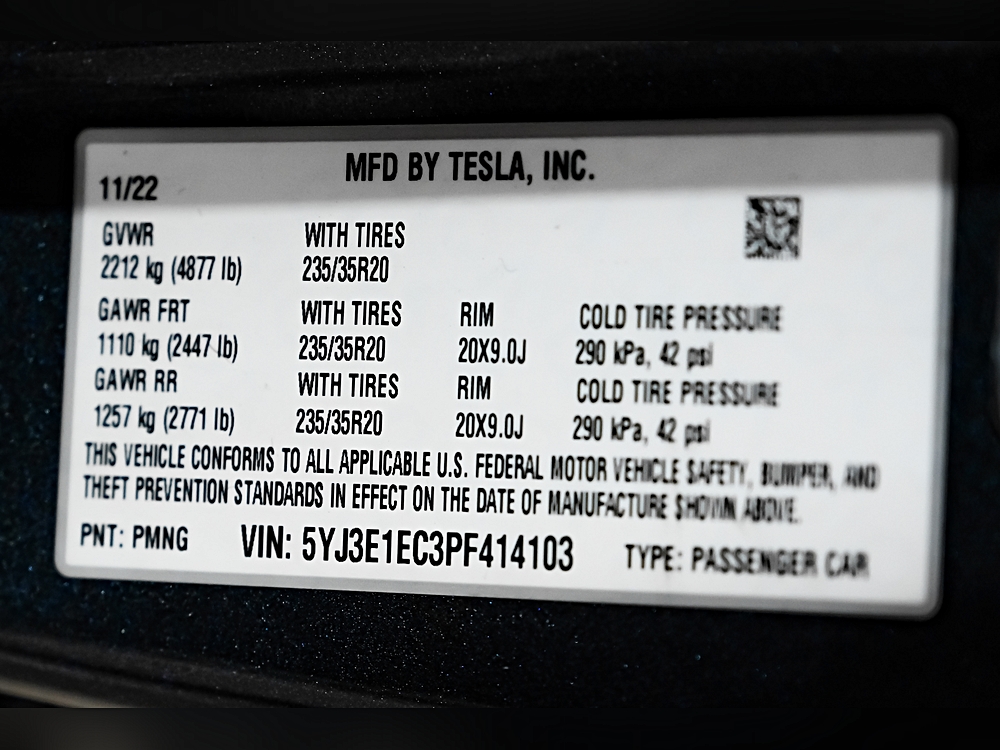 MFD BY TESLA, INC.
11/22
GVWR WITH TIRES
2212 kg (4877 lb) 235/35R20
GAWR FRT WITH TIRES RIM COLD TIRE PRESSURE
1110 kg (2447 lb) 235/35R20 20X9.0J 290 kPa, 42 psi
GAWR RR WITH TIRES RIM COLD TIRE PRESSURE
1257 kg (2771 lb) 235/35R20 20X9.0J 290 kPa, 42 psi
THIS VEHICLE CONFORMS TO ALL APPLICABLE U.S. FEDERAL MOTOR VEHICLE SAFETY, BUMPER, AND
THEFT PREVENTION STANDARDS IN EFFECT ON THE DATE OF MANUFACTURE SHOWN ABOVE.
PNT: PMNG VIN: 5YJ3E1EC3PF414103 TYPE: PASSENGER CAR